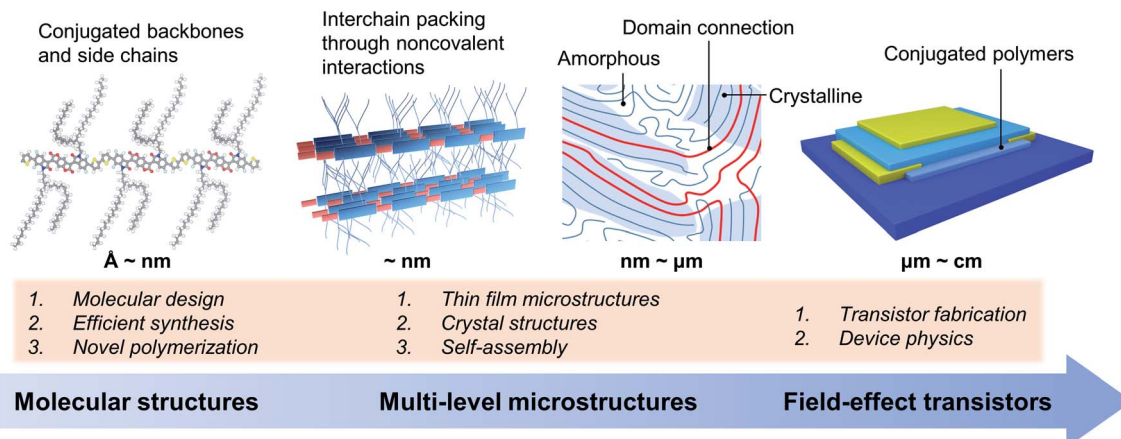 Conjugated backbones
and side chains
Interchain packing
through noncovalent
interactions
Domain connection
Amorphous
Crystalline
Conjugated polymers
Å ~ nm
~ nm
nm ~ μm
μm ~ cm
1. Molecular design
2. Efficient synthesis
3. Novel polymerization
1. Thin film microstructures
2. Crystal structures
3. Self-assembly
1. Transistor fabrication
2. Device physics
Molecular structures
Multi-level microstructures
Field-effect transistors